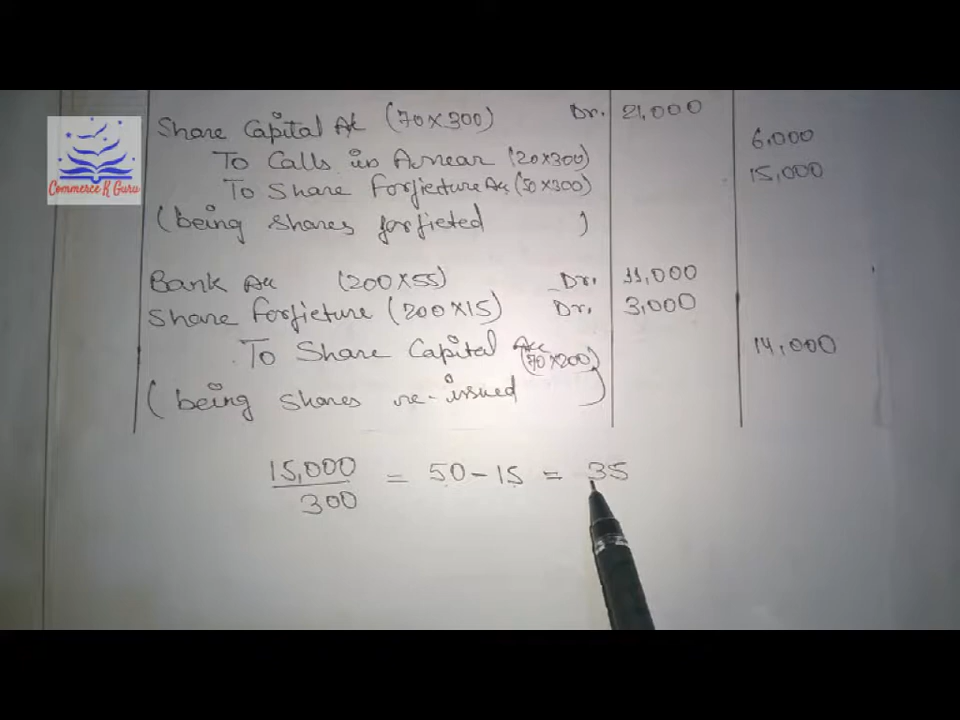 Share Capital A/c (70×300) Dr. 21,000
To Calls in Arrear (20×300) 6,000
To Share Forfiecture A/c (50×300) 15,000
(being shares forfieted )
Bank A/c (200×55) Dr. 11,000
Share Forfieture (200×15) Dr. 3,000
To Share Capital A/c (70×200) 14,000
(being shares re-issued )
15,000
300
= 50 - 15 = 35
Commerce K Guru